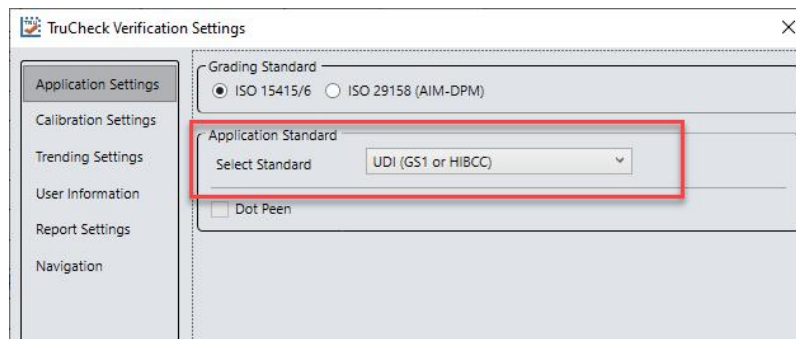 TruCheck Verification Settings
Application Settings
Calibration Settings
Trending Settings
User Information
Report Settings
Navigation
Grading Standard
ISO 15415/6 ISO 29158 (AIM-DPM)
Application Standard
Select Standard UDI (GS1 or HIBCC)
Dot Peen